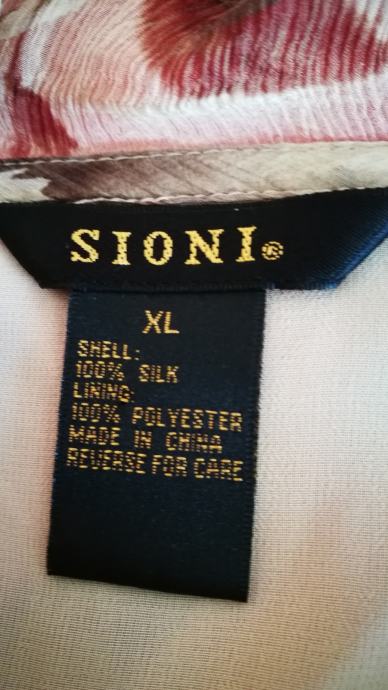 SIONI®
XL
SHELL:
100% SILK
LINING:
100% POLYESTER
MADE IN CHINA
REVERSE FOR CARE